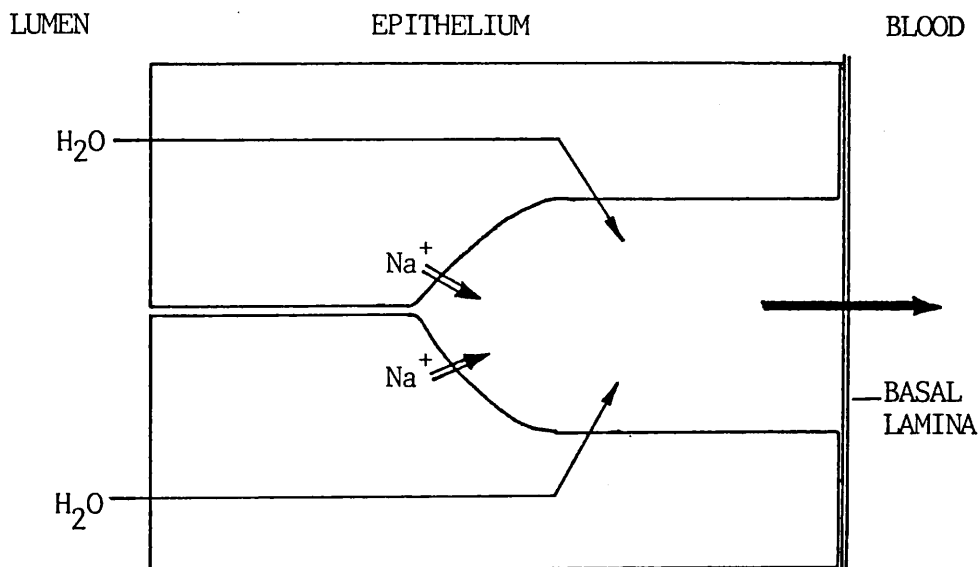 LUMEN EPITHELIUM BLOOD
H₂O
Na⁺
Na⁺
BASAL
LAMINA
H₂O